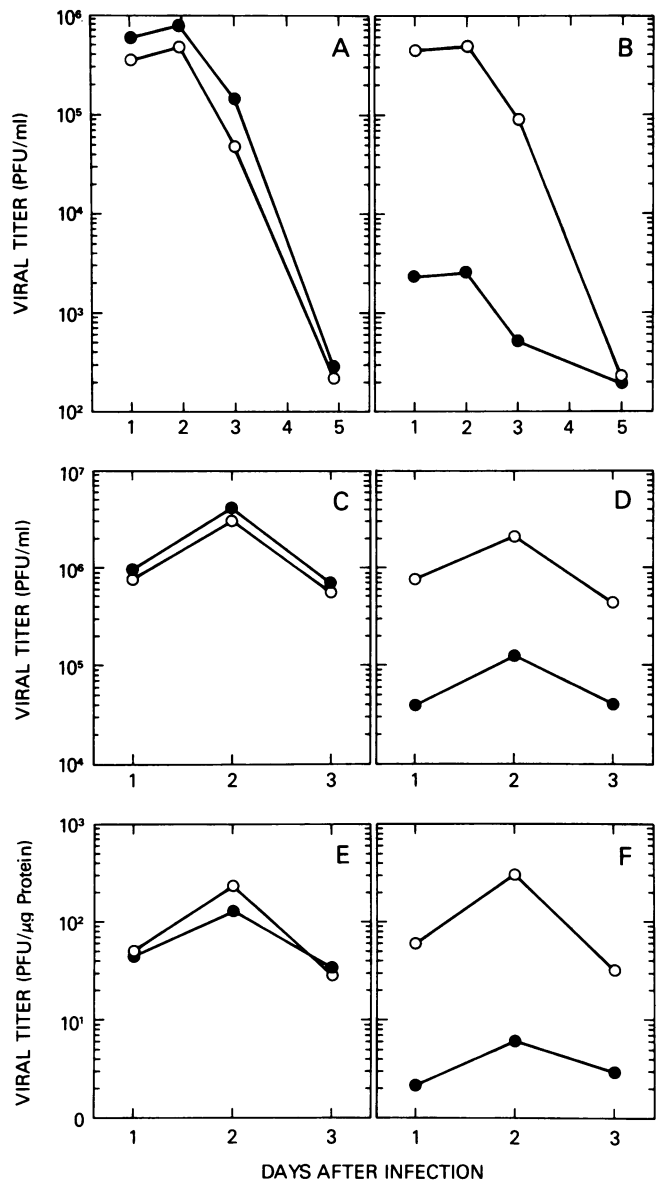 A
B
VIRAL TITER (PFU/ml)
10⁶
10⁵
10⁴
10³
10²
1 2 3 4 5
1 2 3 4 5
C
D
VIRAL TITER (PFU/ml)
10⁷
10⁶
10⁵
10⁴
1 2 3
1 2 3
E
F
VIRAL TITER (PFU/µg Protein)
10³
10²
10¹
0
1 2 3
1 2 3
DAYS AFTER INFECTION